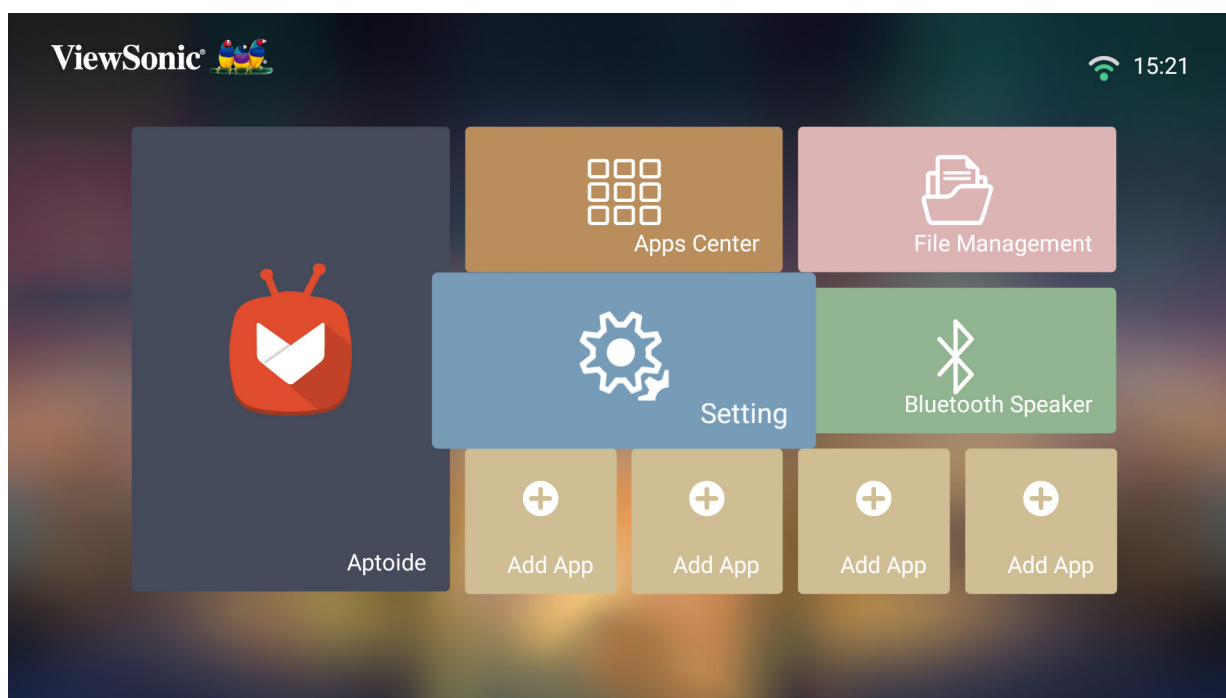 ViewSonic®
15:21
Apps Center
File Management
Setting
Bluetooth Speaker
Aptoide
Add App
Add App
Add App
Add App